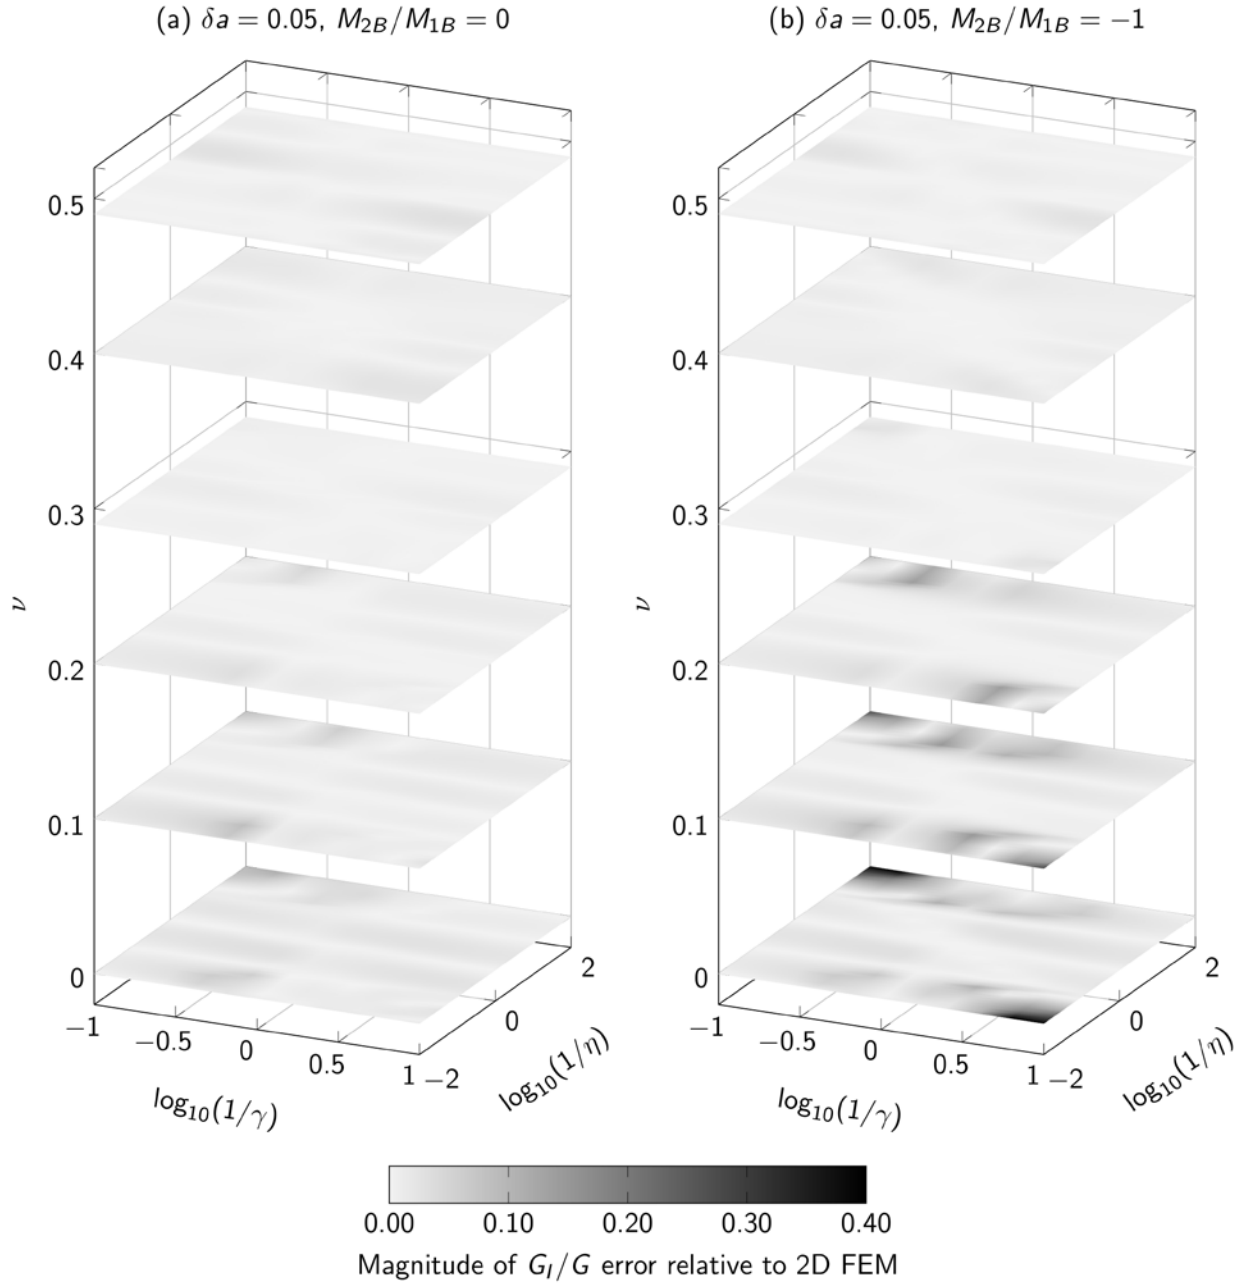 (a) δa = 0.05, M₂B/M₁B = 0
(b) δa = 0.05, M₂B/M₁B = −1
0.5
0.4
0.3
ν
0.2
0.1
0
−1
−0.5
0
0.5
1
−2
0
2
log₁₀(1/γ)
log₁₀(1/η)
0.5
0.4
0.3
ν
0.2
0.1
0
−1
−0.5
0
0.5
1
−2
0
2
log₁₀(1/γ)
log₁₀(1/η)
0.00 0.10 0.20 0.30 0.40
Magnitude of G_I/G error relative to 2D FEM